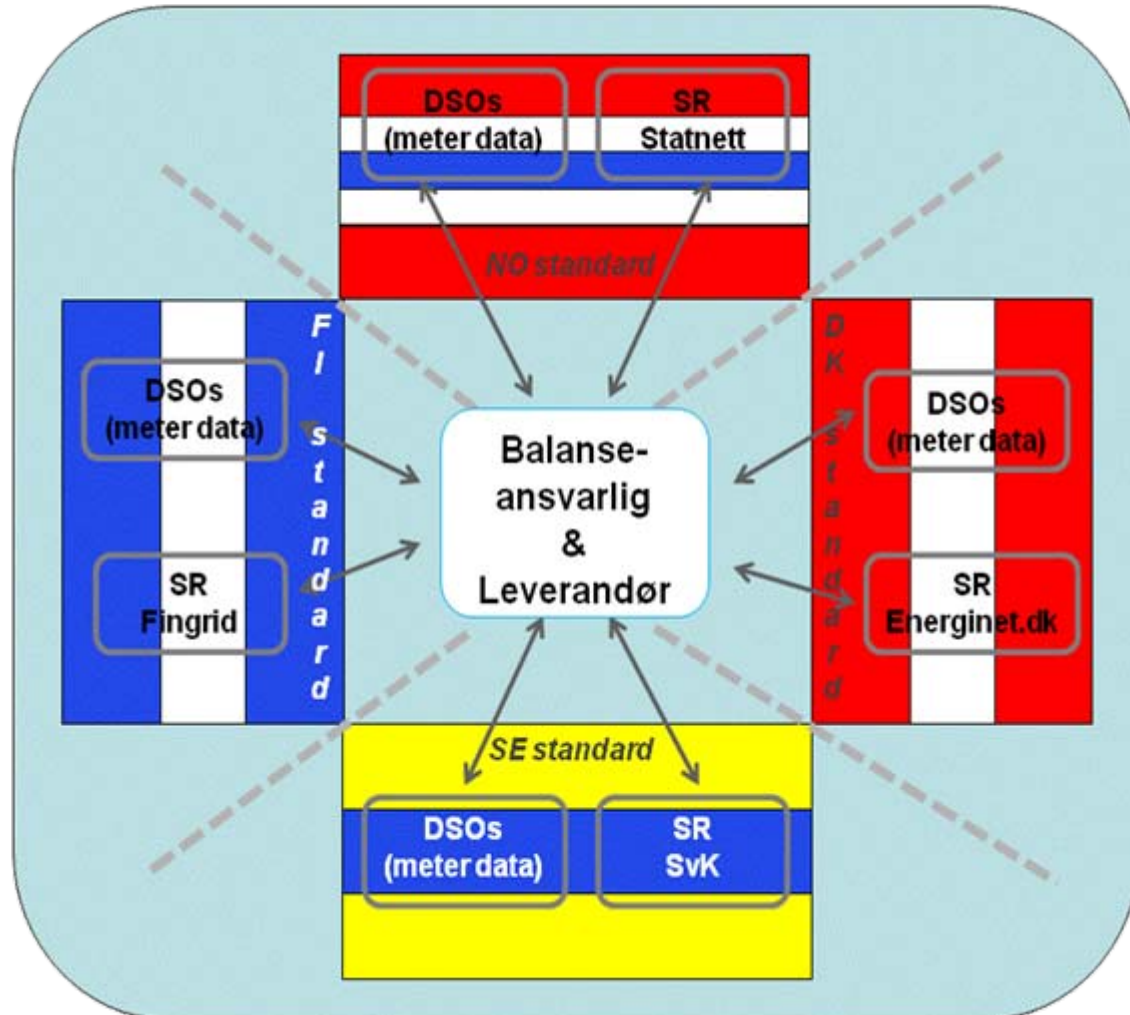 DSOs
(meter data)
SR
Statnett
NO standard
FI standard
DSOs
(meter data)
SR
Fingrid
Balanse-
ansvarlig
&
Leverandør
DK standard
DSOs
(meter data)
SR
Energinet.dk
SE standard
DSOs
(meter data)
SR
SvK